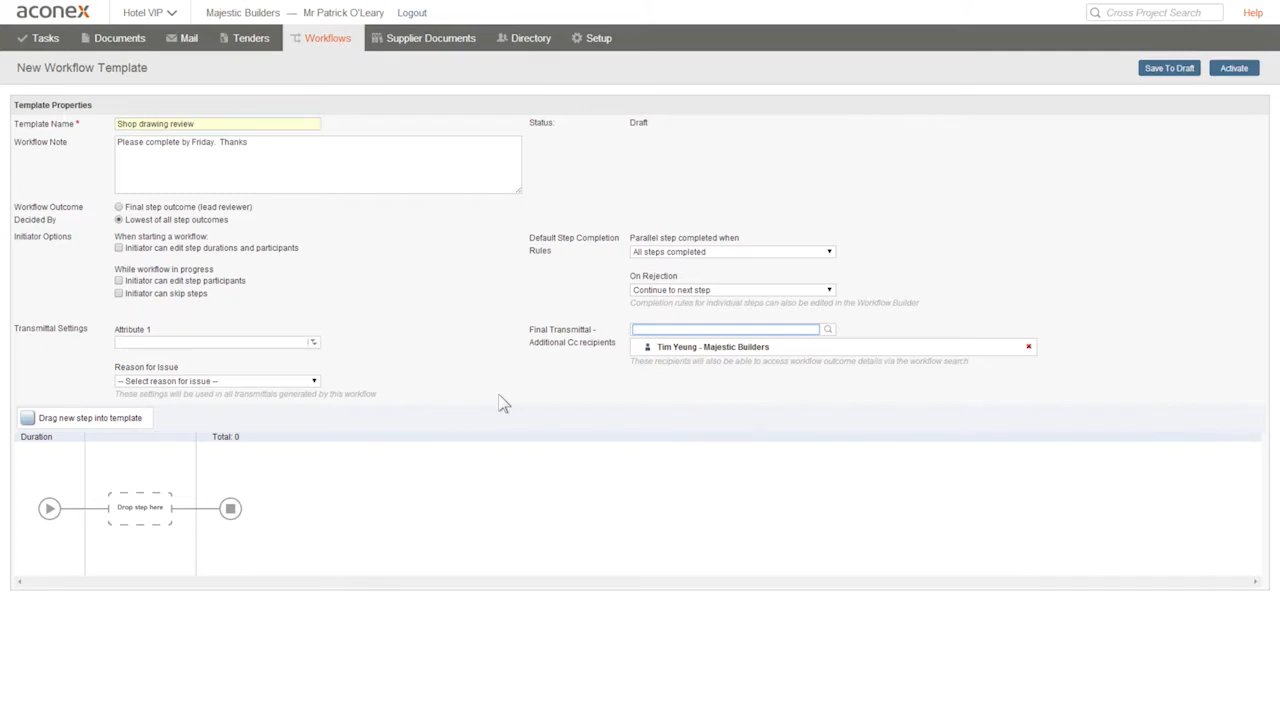 aconex Hotel VIP Majestic Builders — Mr Patrick O'Leary Logout Cross Project Search Help
Tasks Documents Mail Tenders Workflows Supplier Documents Directory Setup
New Workflow Template Save To Draft Activate
Template Properties
Template Name * Shop drawing review Status: Draft
Workflow Note Please complete by Friday. Thanks
Workflow Outcome Final step outcome (lead reviewer)
Decided By Lowest of all step outcomes
Initiator Options When starting a workflow: Default Step Completion Parallel step completed when
Initiator can edit step durations and participants Rules All steps completed
While workflow in progress On Rejection
Initiator can edit step participants Continue to next step
Initiator can skip steps Completion rules for individual steps can also be edited in the Workflow Builder
Transmittal Settings Attribute 1 Final Transmittal -
Additional Cc recipients Tim Yeung - Majestic Builders
These recipients will also be able to access workflow outcome details via the workflow search
Reason for Issue
-- Select reason for issue --
These settings will be used in all transmittals generated by this workflow
Drag new step into template
Duration Total: 0
Drop step here